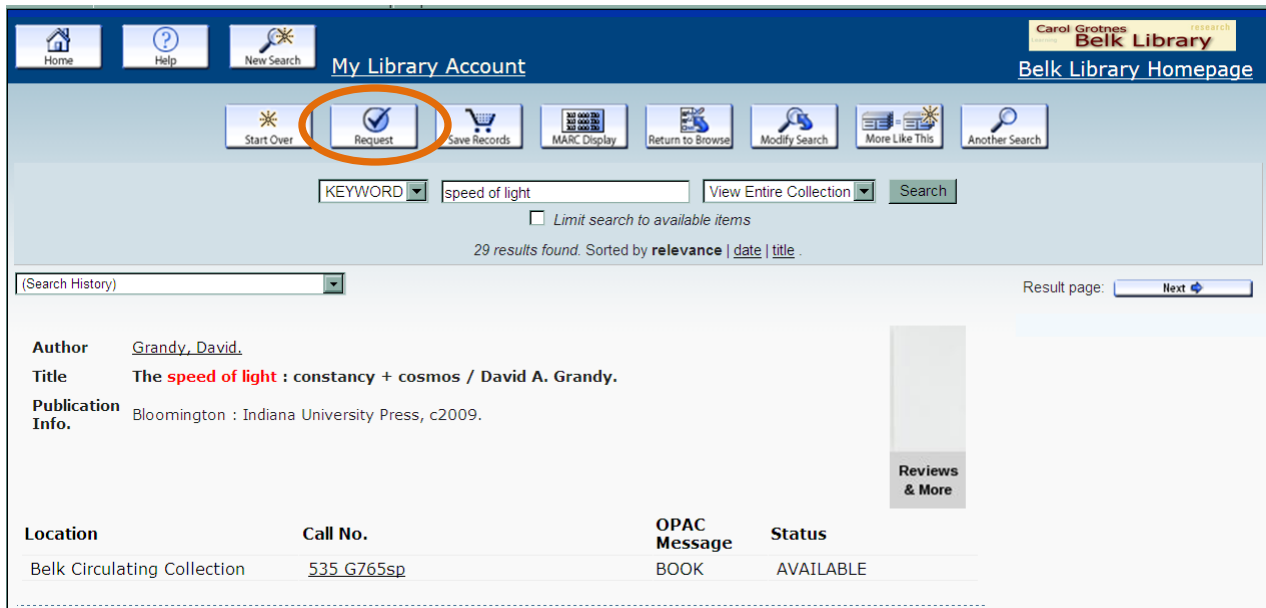 Home Help New Search My Library Account
Carol Grotnes research
Belk Library
Belk Library Homepage
Start Over Request Save Records MARC Display Return to Browse Modify Search More Like This Another Search
KEYWORD speed of light View Entire Collection Search
Limit search to available items
29 results found. Sorted by relevance | date | title .
(Search History) Result page: Next
Author Grandy, David.
Title The speed of light : constancy + cosmos / David A. Grandy.
Publication Info. Bloomington : Indiana University Press, c2009.
Reviews
& More
Location Call No. OPAC Message Status
Belk Circulating Collection 535 G765sp BOOK AVAILABLE